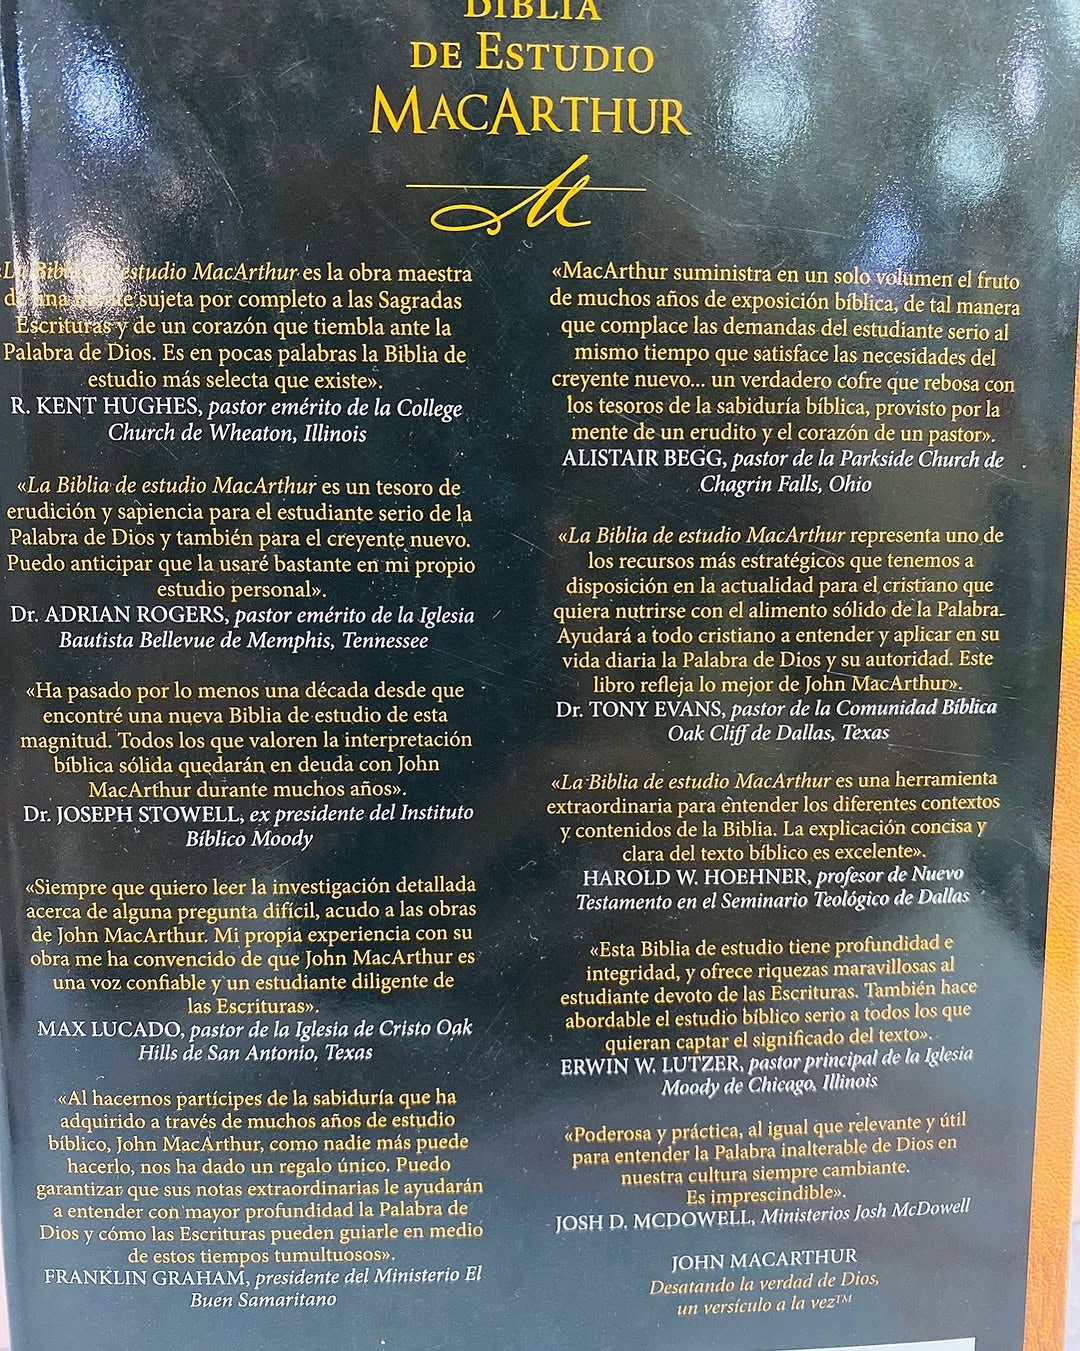 BIBLIA
DE ESTUDIO
MACARTHUR
M
«La Biblia de estudio MacArthur es la obra maestra
de una mente sujeta por completo a las Sagradas
Escrituras y de un corazón que tiembla ante la
Palabra de Dios. Es en pocas palabras la Biblia de
estudio más selecta que existe».
R. KENT HUGHES, pastor emérito de la College
Church de Wheaton, Illinois
«La Biblia de estudio MacArthur es un tesoro de
erudición y sapiencia para el estudiante serio de la
Palabra de Dios y también para el creyente nuevo.
Puedo anticipar que la usaré bastante en mi propio
estudio personal».
Dr. ADRIAN ROGERS, pastor emérito de la Iglesia
Bautista Bellevue de Memphis, Tennessee
«Ha pasado por lo menos una década desde que
encontré una nueva Biblia de estudio de esta
magnitud. Todos los que valoren la interpretación
bíblica sólida quedarán en deuda con John
MacArthur durante muchos años».
Dr. JOSEPH STOWELL, ex presidente del Instituto
Bíblico Moody
«Siempre que quiero leer la investigación detallada
acerca de alguna pregunta difícil, acudo a las obras
de John MacArthur. Mi propia experiencia con su
obra me ha convencido de que John MacArthur es
una voz confiable y un estudiante diligente de
las Escrituras».
MAX LUCADO, pastor de la Iglesia de Cristo Oak
Hills de San Antonio, Texas
«Al hacernos partícipes de la sabiduría que ha
adquirido a través de muchos años de estudio
bíblico, John MacArthur, como nadie más puede
hacerlo, nos ha dado un regalo único. Puedo
garantizar que sus notas extraordinarias le ayudarán
a entender con mayor profundidad la Palabra de
Dios y cómo las Escrituras pueden guiarle en medio
de estos tiempos tumultuosos».
FRANKLIN GRAHAM, presidente del Ministerio El
Buen Samaritano
«MacArthur suministra en un solo volumen el fruto
de muchos años de exposición bíblica, de tal manera
que complace las demandas del estudiante serio al
mismo tiempo que satisface las necesidades del
creyente nuevo... un verdadero cofre que rebosa con
los tesoros de la sabiduría bíblica, provisto por la
mente de un erudito y el corazón de un pastor».
ALISTAIR BEGG, pastor de la Parkside Church de
Chagrin Falls, Ohio
«La Biblia de estudio MacArthur representa uno de
los recursos más estratégicos que tenemos a
disposición en la actualidad para el cristiano que
quiera nutrirse con el alimento sólido de la Palabra.
Ayudará a todo cristiano a entender y aplicar en su
vida diaria la Palabra de Dios y su autoridad. Este
libro refleja lo mejor de John MacArthur».
Dr. TONY EVANS, pastor de la Comunidad Bíblica
Oak Cliff de Dallas, Texas
«La Biblia de estudio MacArthur es una herramienta
extraordinaria para entender los diferentes contextos
y contenidos de la Biblia. La explicación concisa y
clara del texto bíblico es excelente».
HAROLD W. HOEHNER, profesor de Nuevo
Testamento en el Seminario Teológico de Dallas
«Esta Biblia de estudio tiene profundidad e
integridad, y ofrece riquezas maravillosas al
estudiante devoto de las Escrituras. También hace
abordable el estudio bíblico serio a todos los que
quieran captar el significado del texto».
ERWIN W. LUTZER, pastor principal de la Iglesia
Moody de Chicago, Illinois
«Poderosa y práctica, al igual que relevante y útil
para entender la Palabra inalterable de Dios en
nuestra cultura siempre cambiante.
Es imprescindible».
JOSH D. MCDOWELL, Ministerios Josh McDowell
JOHN MACARTHUR
Desatando la verdad de Dios,
un versículo a la vez™